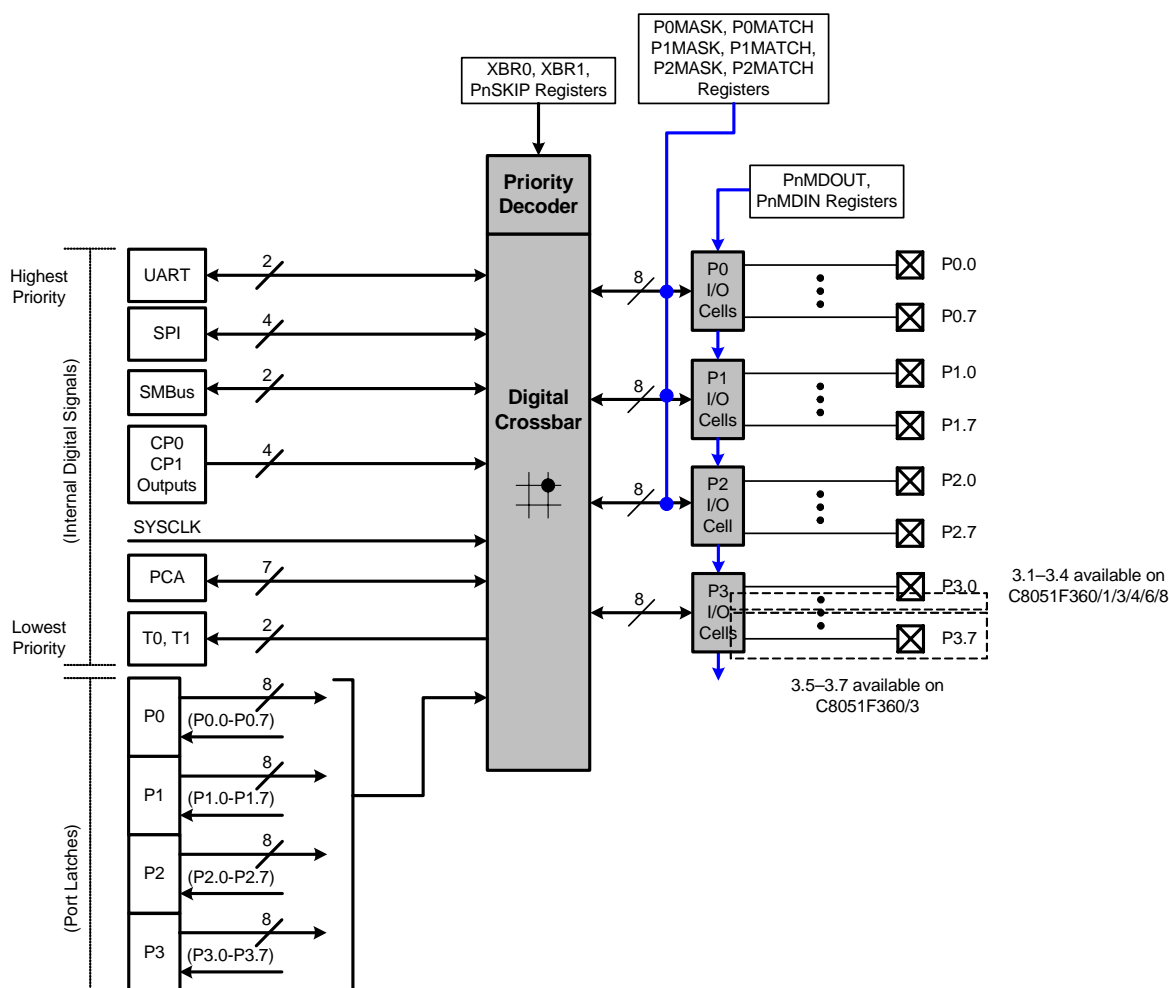 XBR0, XBR1,
PnSKIP Registers
P0MASK, P0MATCH
P1MASK, P1MATCH,
P2MASK, P2MATCH
Registers
PnMDOUT,
PnMDIN Registers
Priority
Decoder
Digital
Crossbar
Highest
Priority
(Internal Digital Signals)
Lowest
Priority
UART
2
SPI
4
SMBus
2
CP0
CP1
Outputs
4
SYSCLK
PCA
7
T0, T1
2
(Port Latches)
P0
8
(P0.0-P0.7)
P1
8
(P1.0-P1.7)
P2
8
(P2.0-P2.7)
P3
8
(P3.0-P3.7)
8
P0
I/O
Cells
P0.0
P0.7
8
P1
I/O
Cells
P1.0
P1.7
8
P2
I/O
Cell
P2.0
P2.7
8
P3
I/O
Cells
P3.0
P3.7
3.1–3.4 available on
C8051F360/1/3/4/6/8
3.5–3.7 available on
C8051F360/3